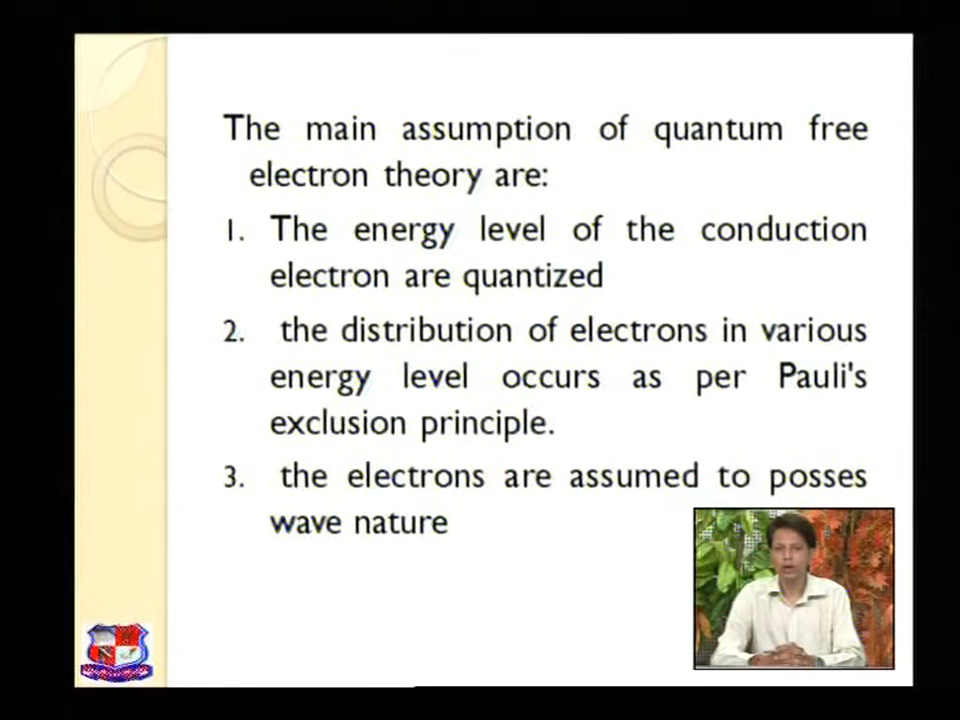 The main assumption of quantum free
electron theory are:
1. The energy level of the conduction
electron are quantized
2. the distribution of electrons in various
energy level occurs as per Pauli's
exclusion principle.
3. the electrons are assumed to posses
wave nature